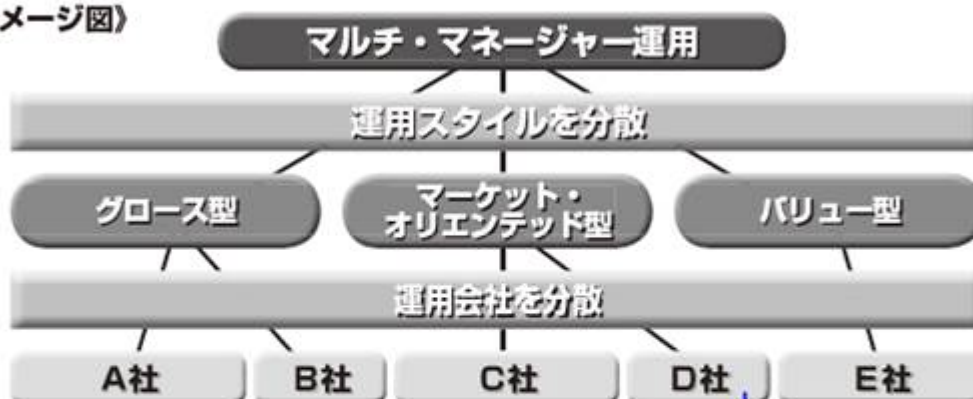 メージ図》
マルチ・マネージャー運用
運用スタイルを分散
グロース型
マーケット・
オリエンテッド型
バリュー型
運用会社を分散
A社
B社
C社
D社
E社